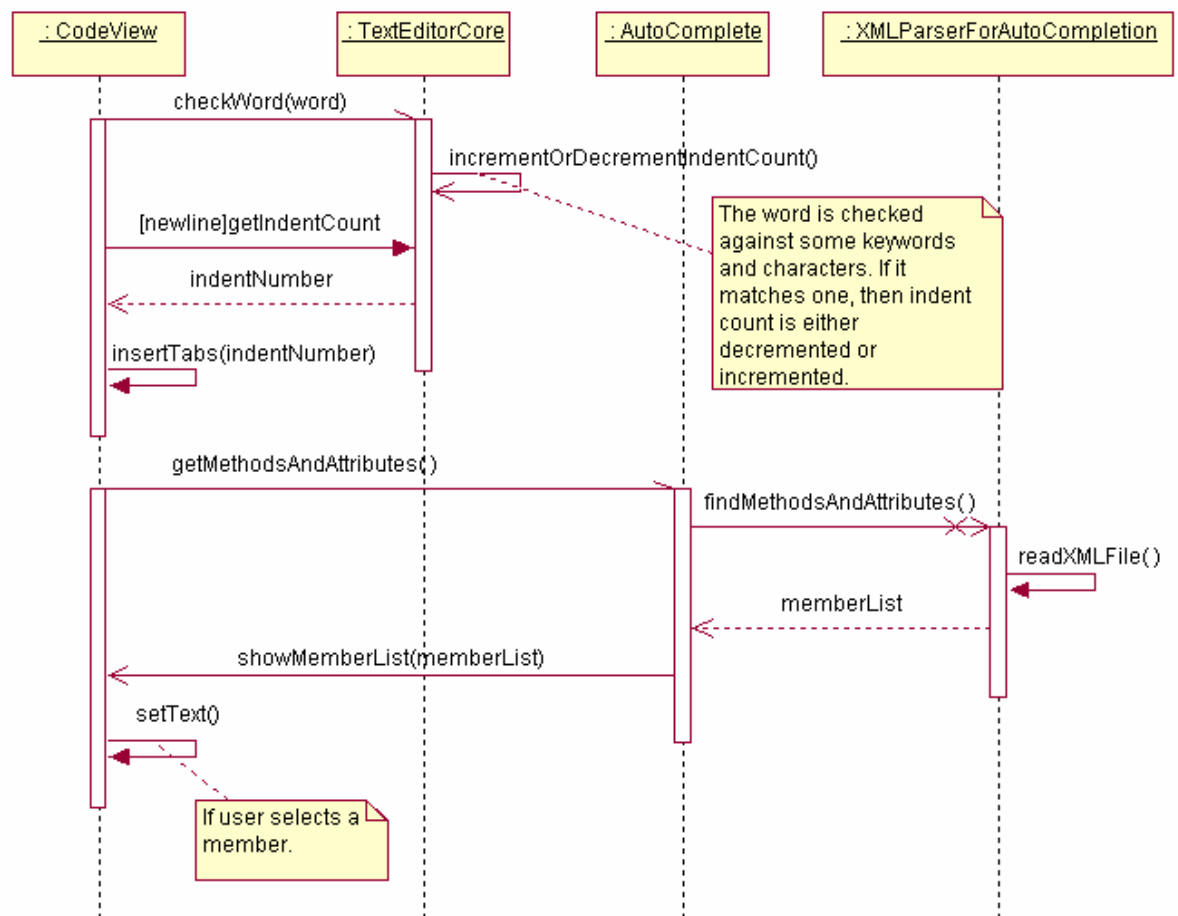 : CodeView
: TextEditorCore
: AutoComplete
: XMLParserForAutoCompletion
checkWord(word)
incrementOrDecrementIndentCount()
[newline]getIndentCount
The word is checked
against some keywords
and characters. If it
matches one, then indent
count is either
decremented or
incremented.
indentNumber
insertTabs(indentNumber)
getMethodsAndAttributes( )
findMethodsAndAttributes( )
readXMLFile( )
memberList
showMemberList(memberList)
setText()
If user selects a
member.